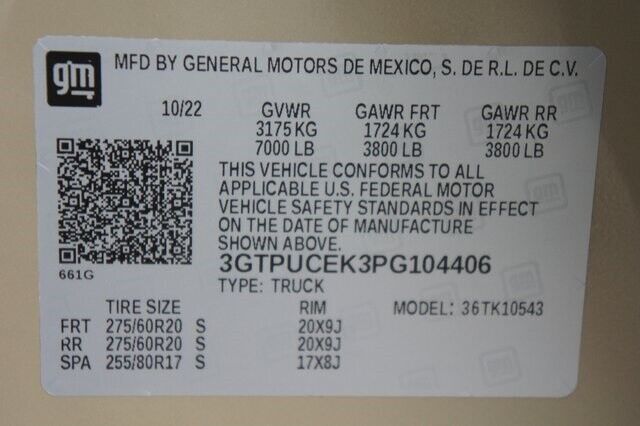 gm MFD BY GENERAL MOTORS DE MEXICO, S. DE R.L. DE C.V.
10/22 GVWR GAWR FRT GAWR RR
3175 KG 1724 KG 1724 KG
7000 LB 3800 LB 3800 LB
THIS VEHICLE CONFORMS TO ALL
APPLICABLE U.S. FEDERAL MOTOR
VEHICLE SAFETY STANDARDS IN EFFECT
ON THE DATE OF MANUFACTURE
SHOWN ABOVE.
661G
3GTPUCEK3PG104406
TYPE: TRUCK
TIRE SIZE RIM MODEL: 36TK10543
FRT 275/60R20 S 20X9J
RR 275/60R20 S 20X9J
SPA 255/80R17 S 17X8J